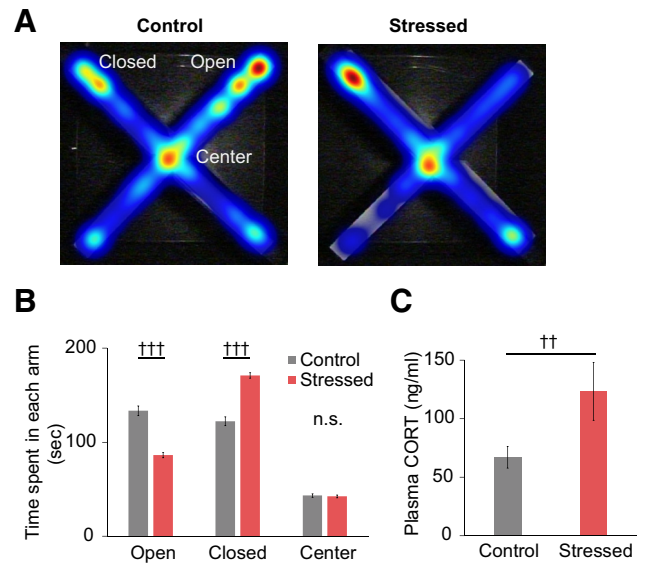 A
Control
Stressed
Closed
Open
Center
B
Time spent in each arm
(sec)
200
100
0
†††
†††
Control
Stressed
n.s.
Open
Closed
Center
C
Plasma CORT (ng/ml)
150
100
50
0
††
Control
Stressed